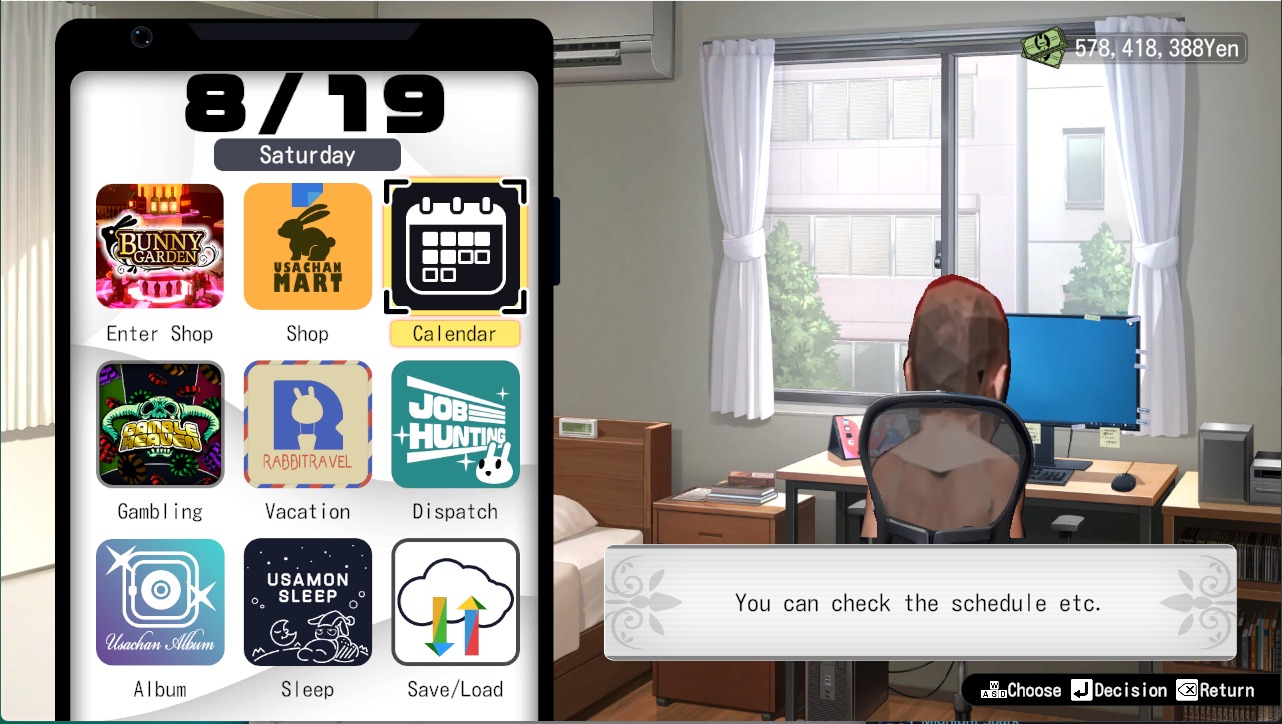 578,418,388Yen
8/19
Saturday
BUNNY
GARDEN
Enter Shop
USACHAN
MART
Shop
Calendar
GAMBLE
HEAVEN
Gambling
RABBITRAVEL
Vacation
JOB
HUNTING
Dispatch
Usachan Album
Album
USAMON
SLEEP
Sleep
Save/Load
You can check the schedule etc.
W
ASD Choose Decision Return